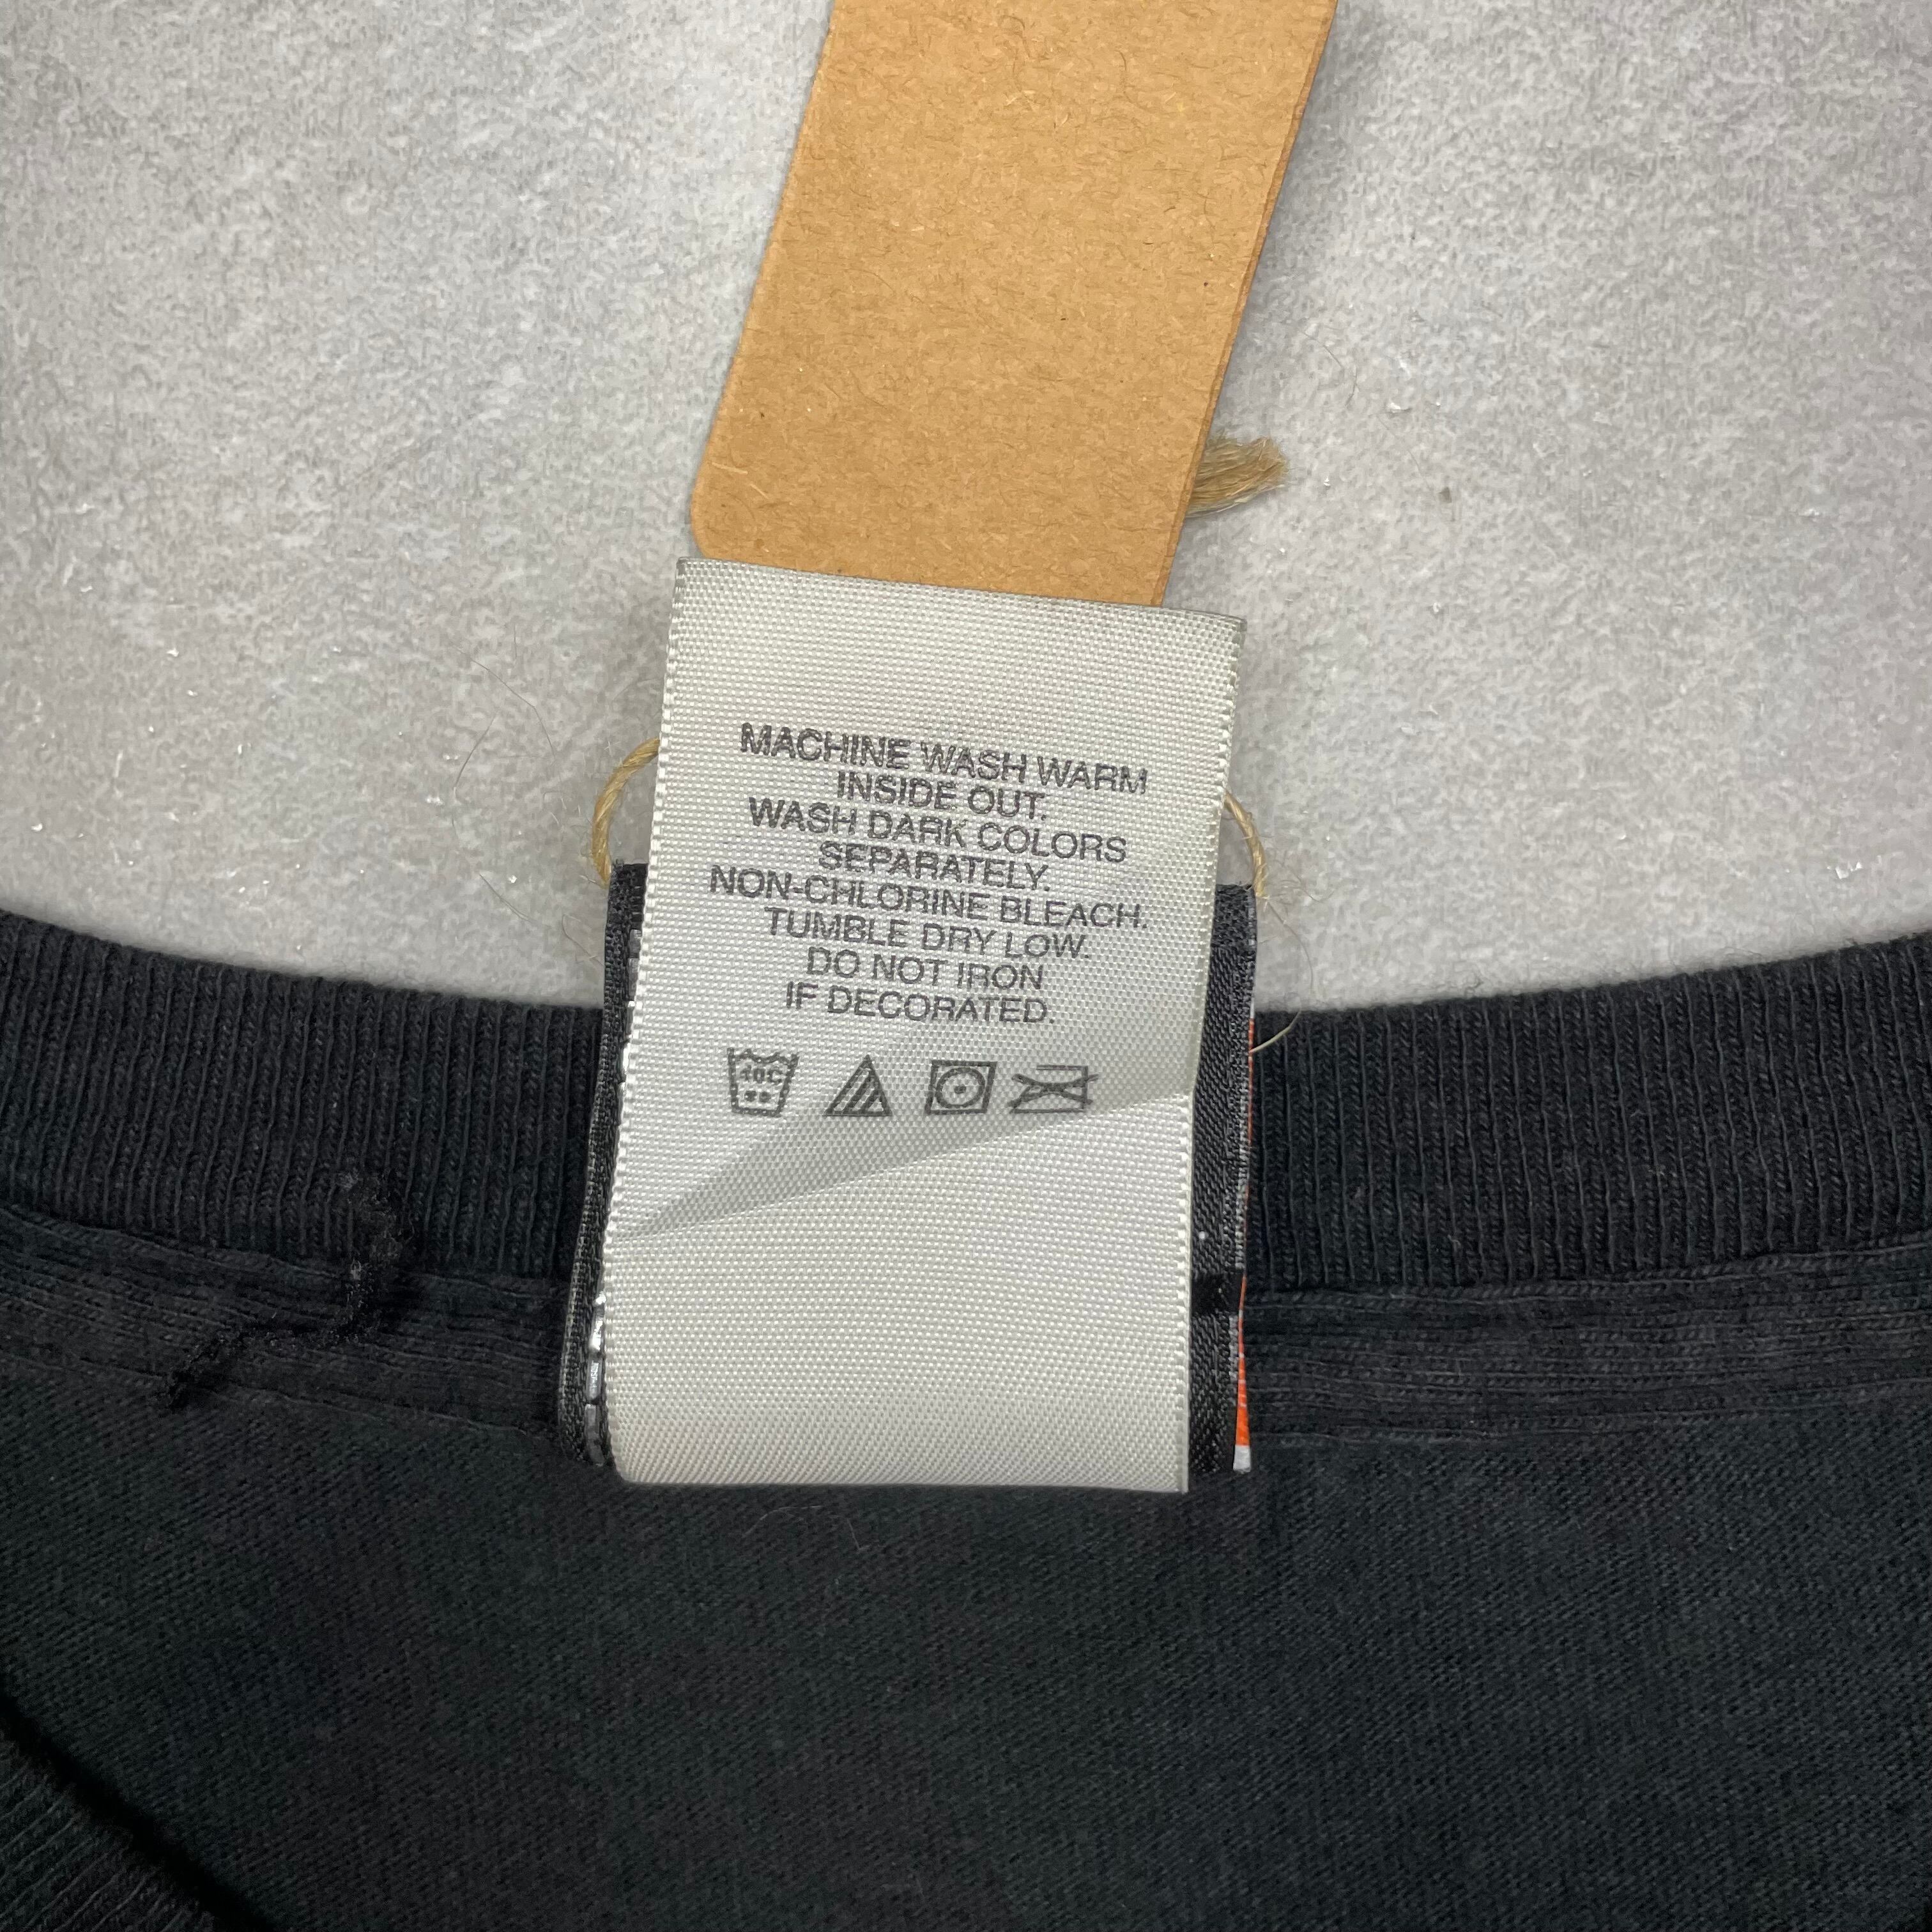 MACHINE WASH WARM
INSIDE OUT.
WASH DARK COLORS
SEPARATELY.
NON-CHLORINE BLEACH.
TUMBLE DRY LOW.
DO NOT IRON
IF DECORATED.
40C